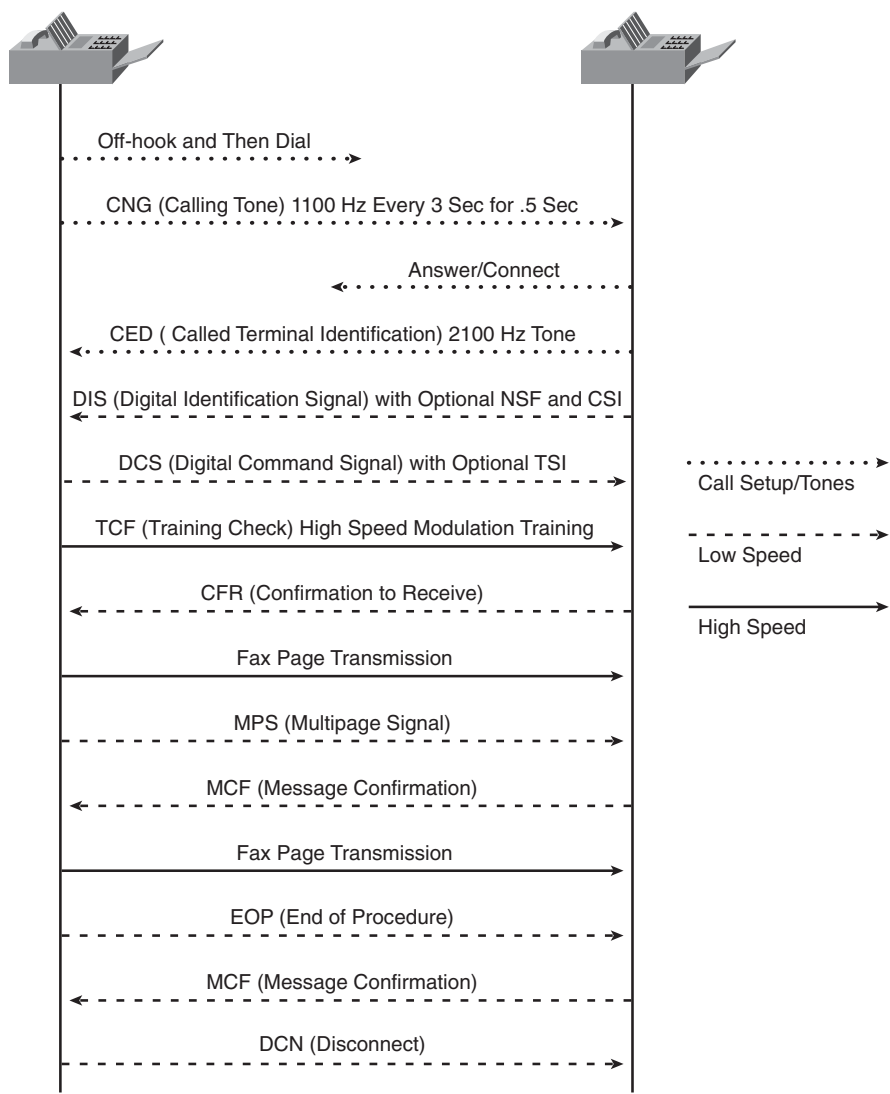 Off-hook and Then Dial
CNG (Calling Tone) 1100 Hz Every 3 Sec for .5 Sec
Answer/Connect
CED ( Called Terminal Identification) 2100 Hz Tone
DIS (Digital Identification Signal) with Optional NSF and CSI
DCS (Digital Command Signal) with Optional TSI
TCF (Training Check) High Speed Modulation Training
CFR (Confirmation to Receive)
Fax Page Transmission
MPS (Multipage Signal)
MCF (Message Confirmation)
Fax Page Transmission
EOP (End of Procedure)
MCF (Message Confirmation)
DCN (Disconnect)
Call Setup/Tones
Low Speed
High Speed